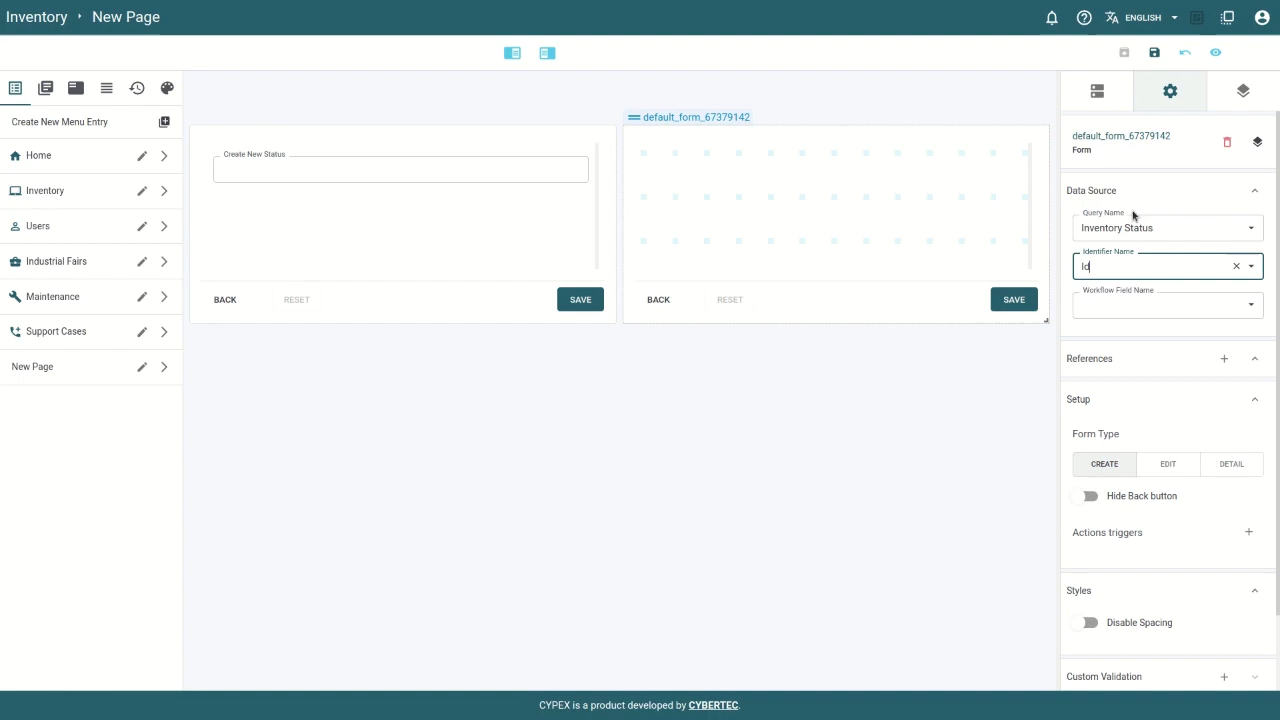 Inventory New Page
ENGLISH
Create New Menu Entry
Home
Inventory
Users
Industrial Fairs
Maintenance
Support Cases
New Page
Create New Status
BACK RESET SAVE
default_form_67379142
BACK RESET SAVE
default_form_67379142
Form
Data Source
Query Name
Inventory Status
Identifier Name
Id
Workflow Field Name
References
Setup
Form Type
CREATE EDIT DETAIL
Hide Back button
Actions triggers
Styles
Disable Spacing
Custom Validation
CYPEX is a product developed by CYBERTEC.